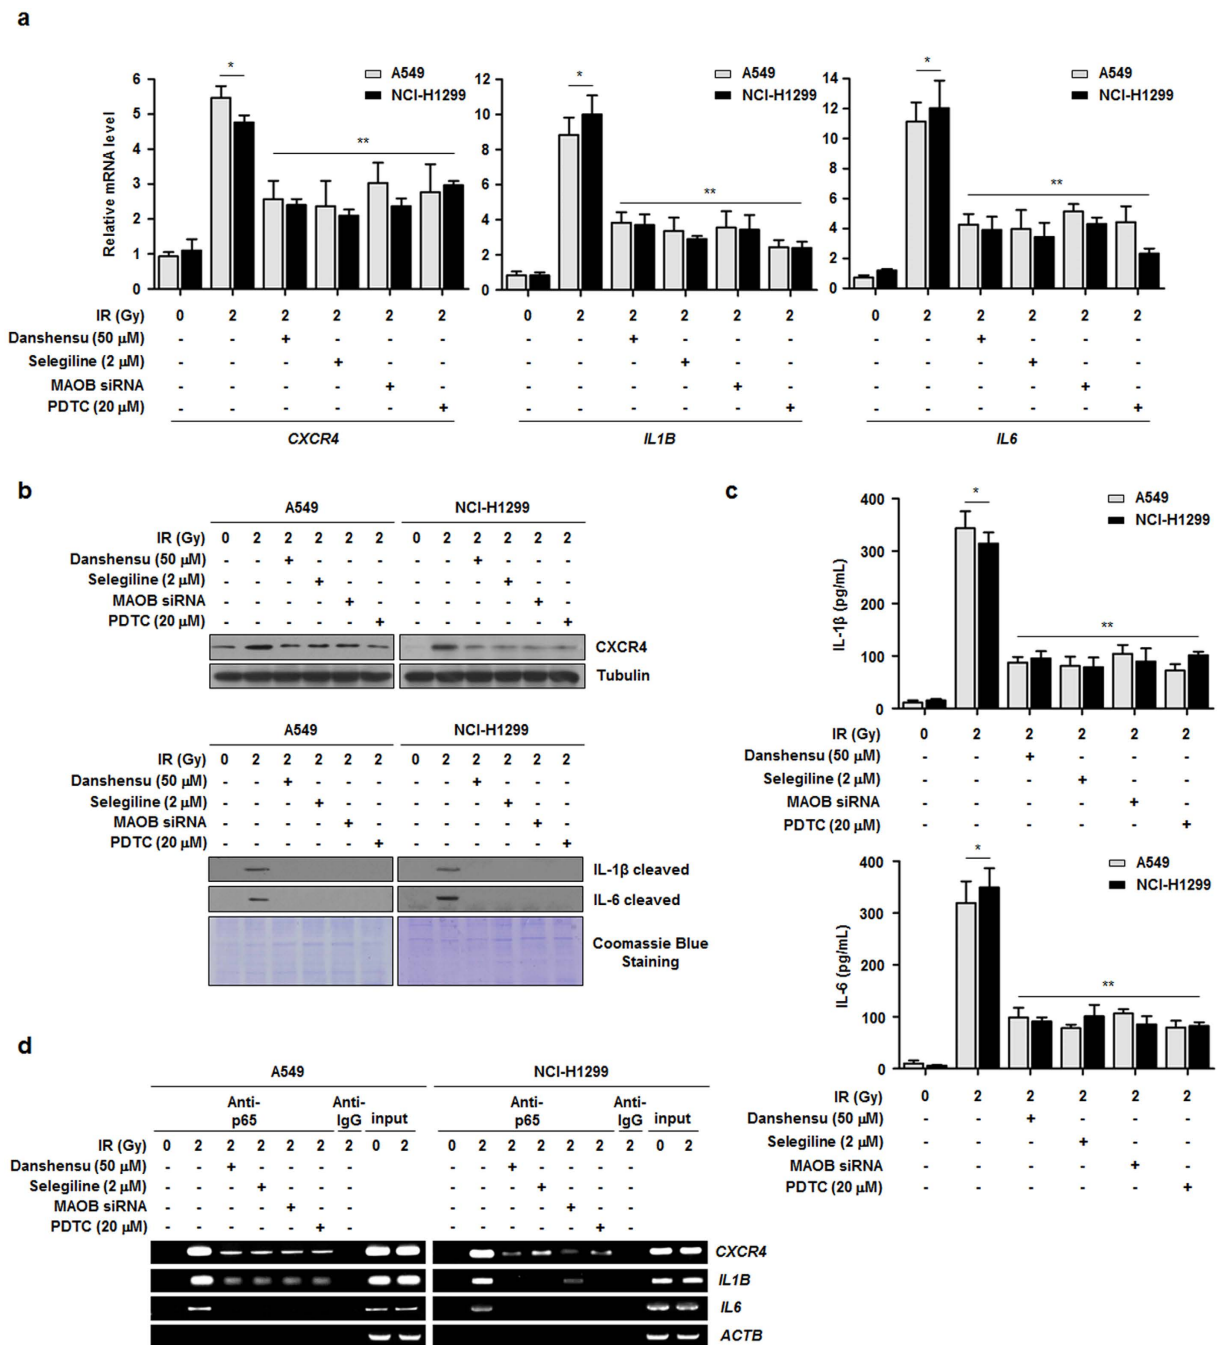 a
A549
NCI-H1299
*
**
6
5
4
3
2
1
0
Relative mRNA level
A549
NCI-H1299
*
**
12
10
8
6
4
2
0
A549
NCI-H1299
*
**
14
12
10
8
6
4
2
0
IR (Gy) 0 2 2 2 2 2 0 2 2 2 2 2 0 2 2 2 2 2
Danshensu (50 μM) - - + - - - - - + - - - - - + - - -
Selegiline (2 μM) - - - + - - - - - + - - - - - + - -
MAOB siRNA - - - - + - - - - - + - - - - - + -
PDTC (20 μM) - - - - - + - - - - - + - - - - - +
CXCR4 IL1B IL6
b
A549 NCI-H1299
IR (Gy) 0 2 2 2 2 2 0 2 2 2 2 2
Danshensu (50 μM) - - + - - - - - + - - -
Selegiline (2 μM) - - - + - - - - - + - -
MAOB siRNA - - - - + - - - - - + -
PDTC (20 μM) - - - - - + - - - - - +
CXCR4
Tubulin
A549 NCI-H1299
IR (Gy) 0 2 2 2 2 2 0 2 2 2 2 2
Danshensu (50 μM) - - + - - - - - + - - -
Selegiline (2 μM) - - - + - - - - - + - -
MAOB siRNA - - - - + - - - - - + -
PDTC (20 μM) - - - - - + - - - - - +
IL-1β cleaved
IL-6 cleaved
Coomassie Blue
Staining
c
A549
NCI-H1299
*
**
400
300
200
100
0
IL-1β (pg/mL)
IR (Gy) 0 2 2 2 2 2
Danshensu (50 μM) - - + - - -
Selegiline (2 μM) - - - + - -
MAOB siRNA - - - - + -
PDTC (20 μM) - - - - - +
A549
NCI-H1299
*
**
400
300
200
100
0
IL-6 (pg/mL)
IR (Gy) 0 2 2 2 2 2
Danshensu (50 μM) - - + - - -
Selegiline (2 μM) - - - + - -
MAOB siRNA - - - - + -
PDTC (20 μM) - - - - - +
d
A549 NCI-H1299
Anti- Anti- Anti- Anti-
p65 IgG input p65 IgG input
IR (Gy) 0 2 2 2 2 2 2 0 2 0 2 2 2 2 2 2 0 2
Danshensu (50 μM) - - + - - - - - - - - + - - - - - -
Selegiline (2 μM) - - - + - - - - - - - - + - - - - -
MAOB siRNA - - - - + - - - - - - - - + - - - -
PDTC (20 μM) - - - - - + - - - - - - - - + - - -
CXCR4
IL1B
IL6
ACTB